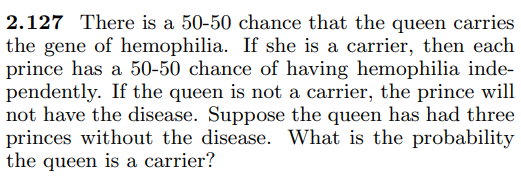 2.127 There is a 50-50 chance that the queen carries
the gene of hemophilia. If she is a carrier, then each
prince has a 50-50 chance of having hemophilia inde-
pendently. If the queen is not a carrier, the prince will
not have the disease. Suppose the queen has had three
princes without the disease. What is the probability
the queen is a carrier?